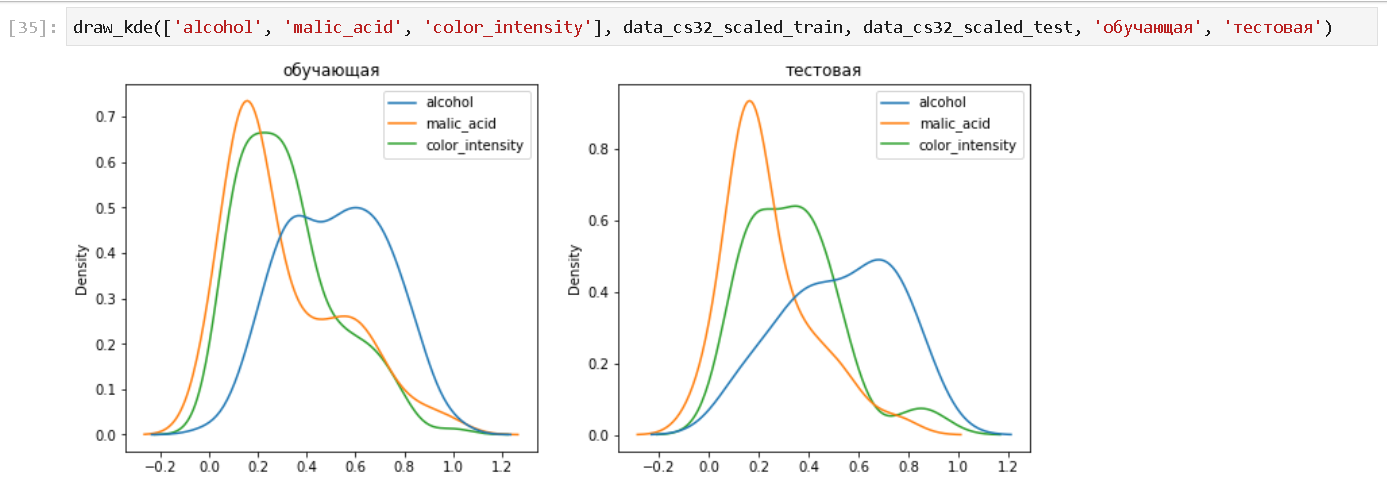 [35]: draw_kde(['alcohol', 'malic_acid', 'color_intensity'], data_cs32_scaled_train, data_cs32_scaled_test, 'обучающая', 'тестовая')
обучающая
alcohol
malic_acid
color_intensity
0.7
0.6
0.5
0.4
0.3
0.2
0.1
0.0
Density
−0.2 0.0 0.2 0.4 0.6 0.8 1.0 1.2
тестовая
alcohol
malic_acid
color_intensity
0.8
0.6
0.4
0.2
0.0
Density
−0.2 0.0 0.2 0.4 0.6 0.8 1.0 1.2